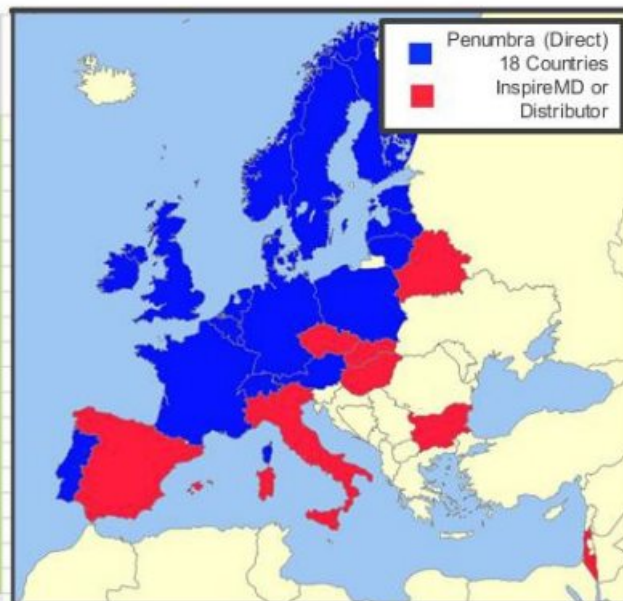 Penumbra (Direct)
18 Countries
InspireMD or
Distributor